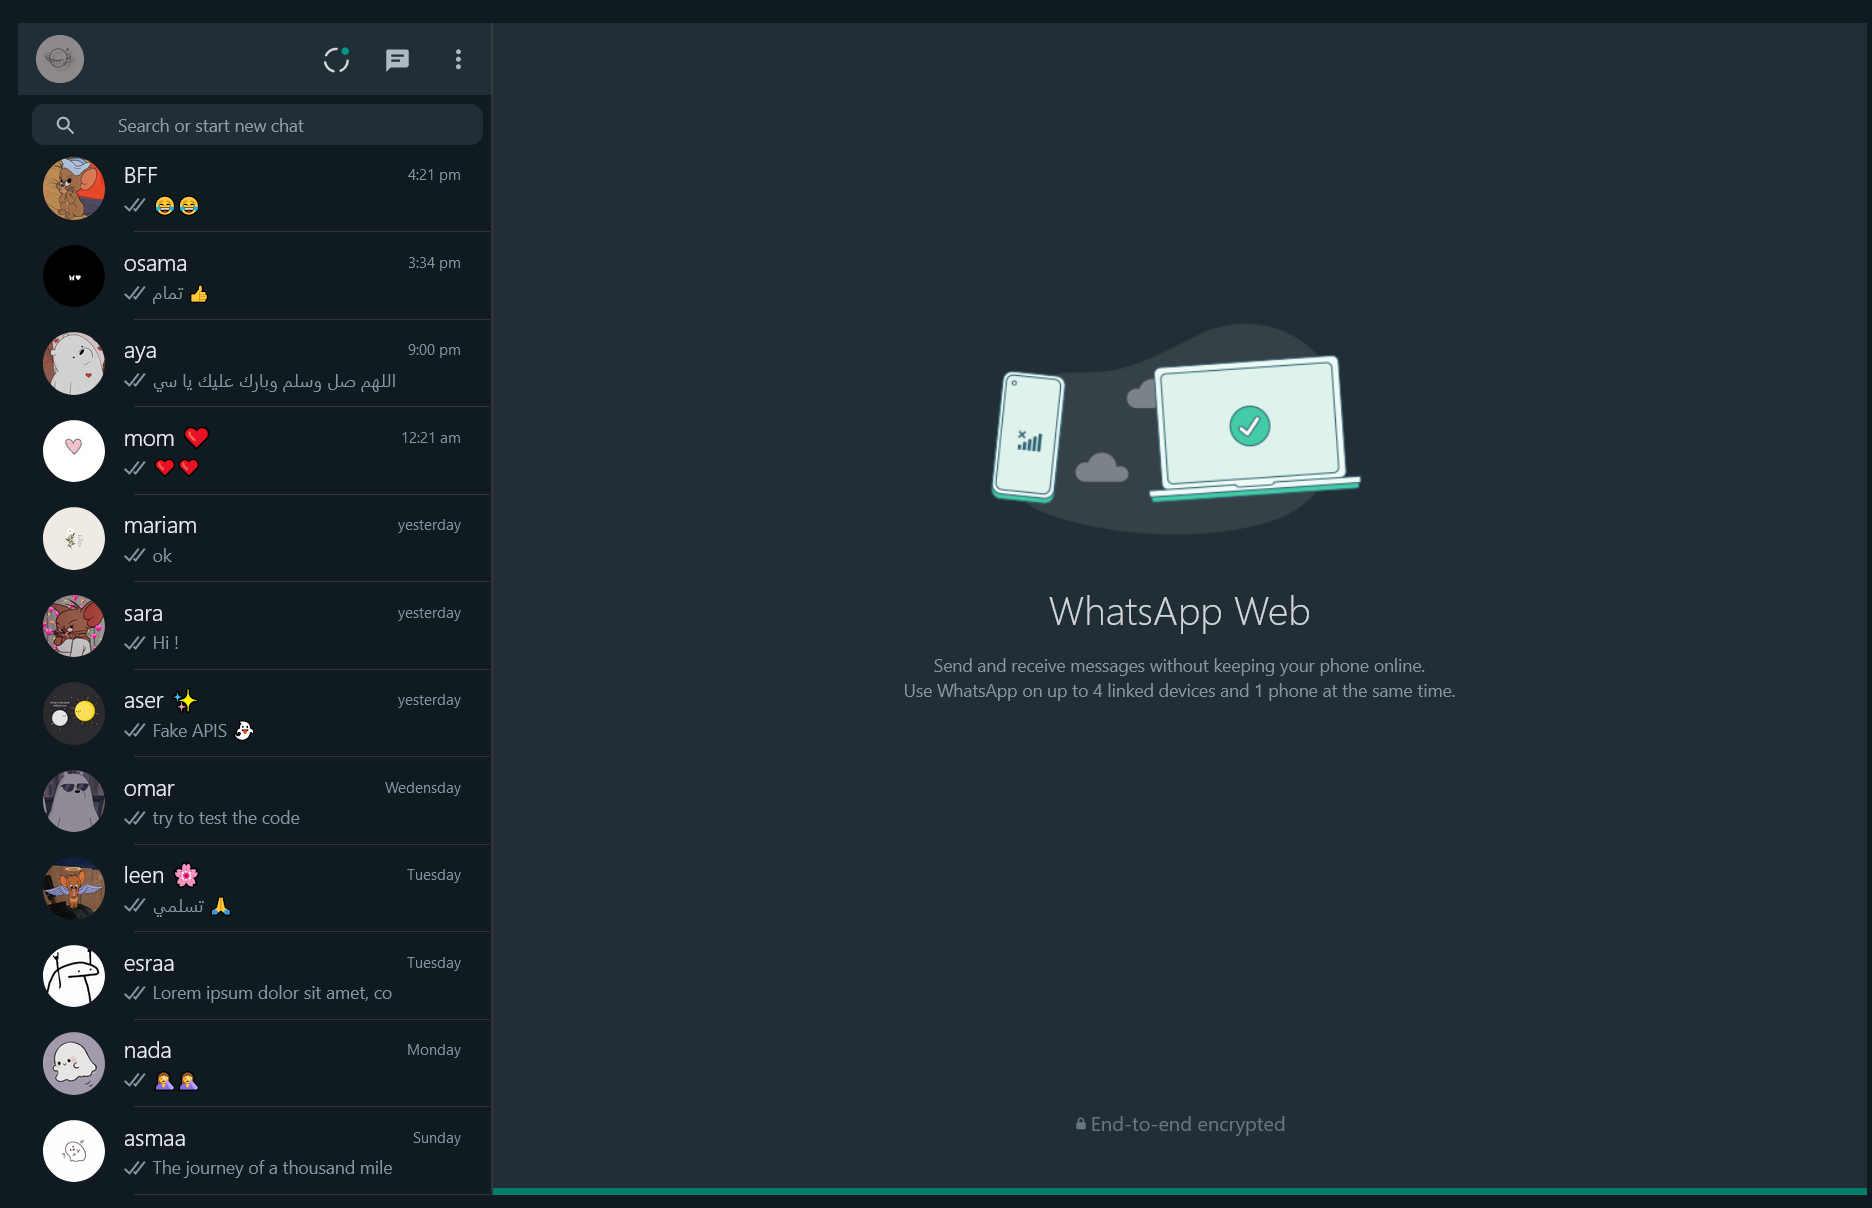 Search or start new chat
BFF 4:21 pm
😂😂
osama 3:34 pm
تمام 👍
aya 9:00 pm
اللهم صل وسلم وبارك عليك يا سي
mom ❤️ 12:21 am
❤️❤️
mariam yesterday
ok
sara yesterday
Hi !
aser ✨ yesterday
Fake APIS 👻
omar Wedensday
try to test the code
leen 🌸 Tuesday
تسلمي 🙏
esraa Tuesday
Lorem ipsum dolor sit amet, co
nada Monday
🤦‍♀️🤦‍♀️
asmaa Sunday
The journey of a thousand mile
WhatsApp Web
Send and receive messages without keeping your phone online.
Use WhatsApp on up to 4 linked devices and 1 phone at the same time.
End-to-end encrypted